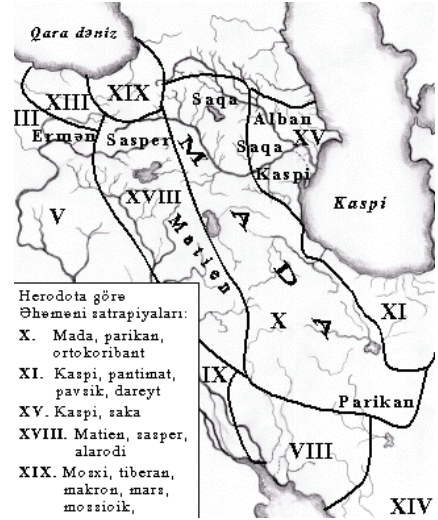 Qara dəniz
XIII
XIX
III
Ermən
Sasper
Saqa
Alban
Saqa
XV
Kaspi
Kaspi
V
XVIII
Matien
MADA
X
XI
IX
Parikan
VIII
XIV
Herodota görə
Əhəməni satrapiyaları:
X. Mada, parikan,
ortokoribant
XI. Kaspi, pantimat,
pavsik, dareyt
XV. Kaspi, saka
XVIII. Matien, sasper,
alarodi
XIX. Mosxi, tiberan,
makron, mars,
mossioik,